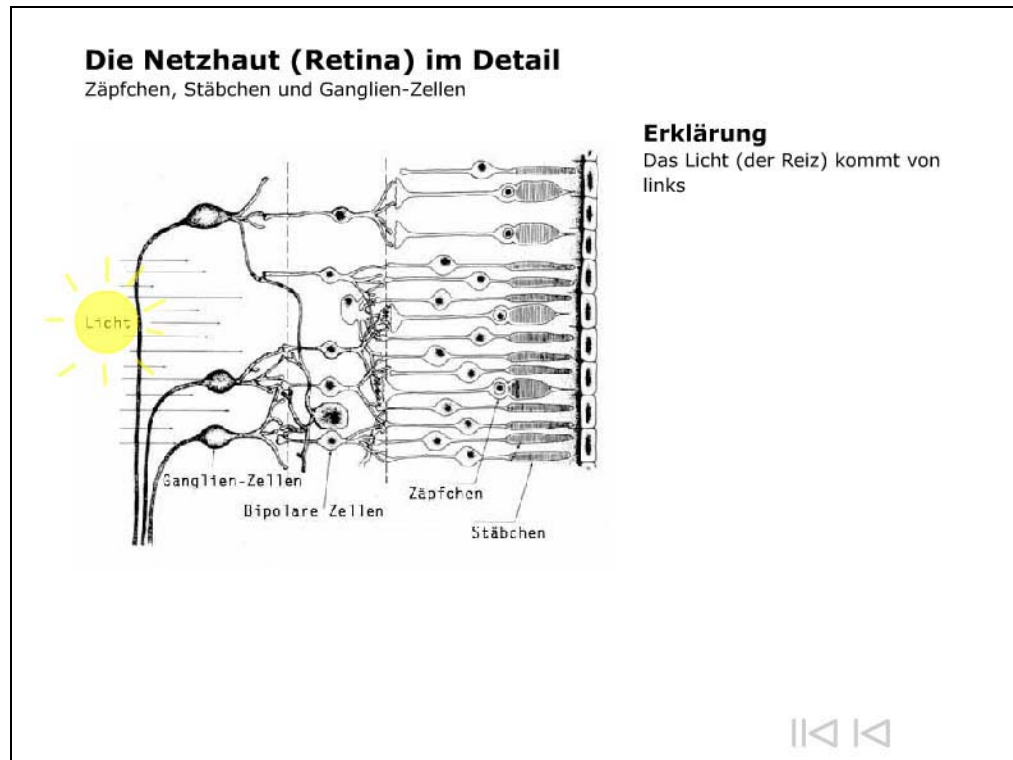 Die Netzhaut (Retina) im Detail
Zäpfchen, Stäbchen und Ganglien-Zellen
Erklärung
Das Licht (der Reiz) kommt von
links
Licht
Ganglien-Zellen
Bipolare Zellen
Zäpfchen
Stäbchen